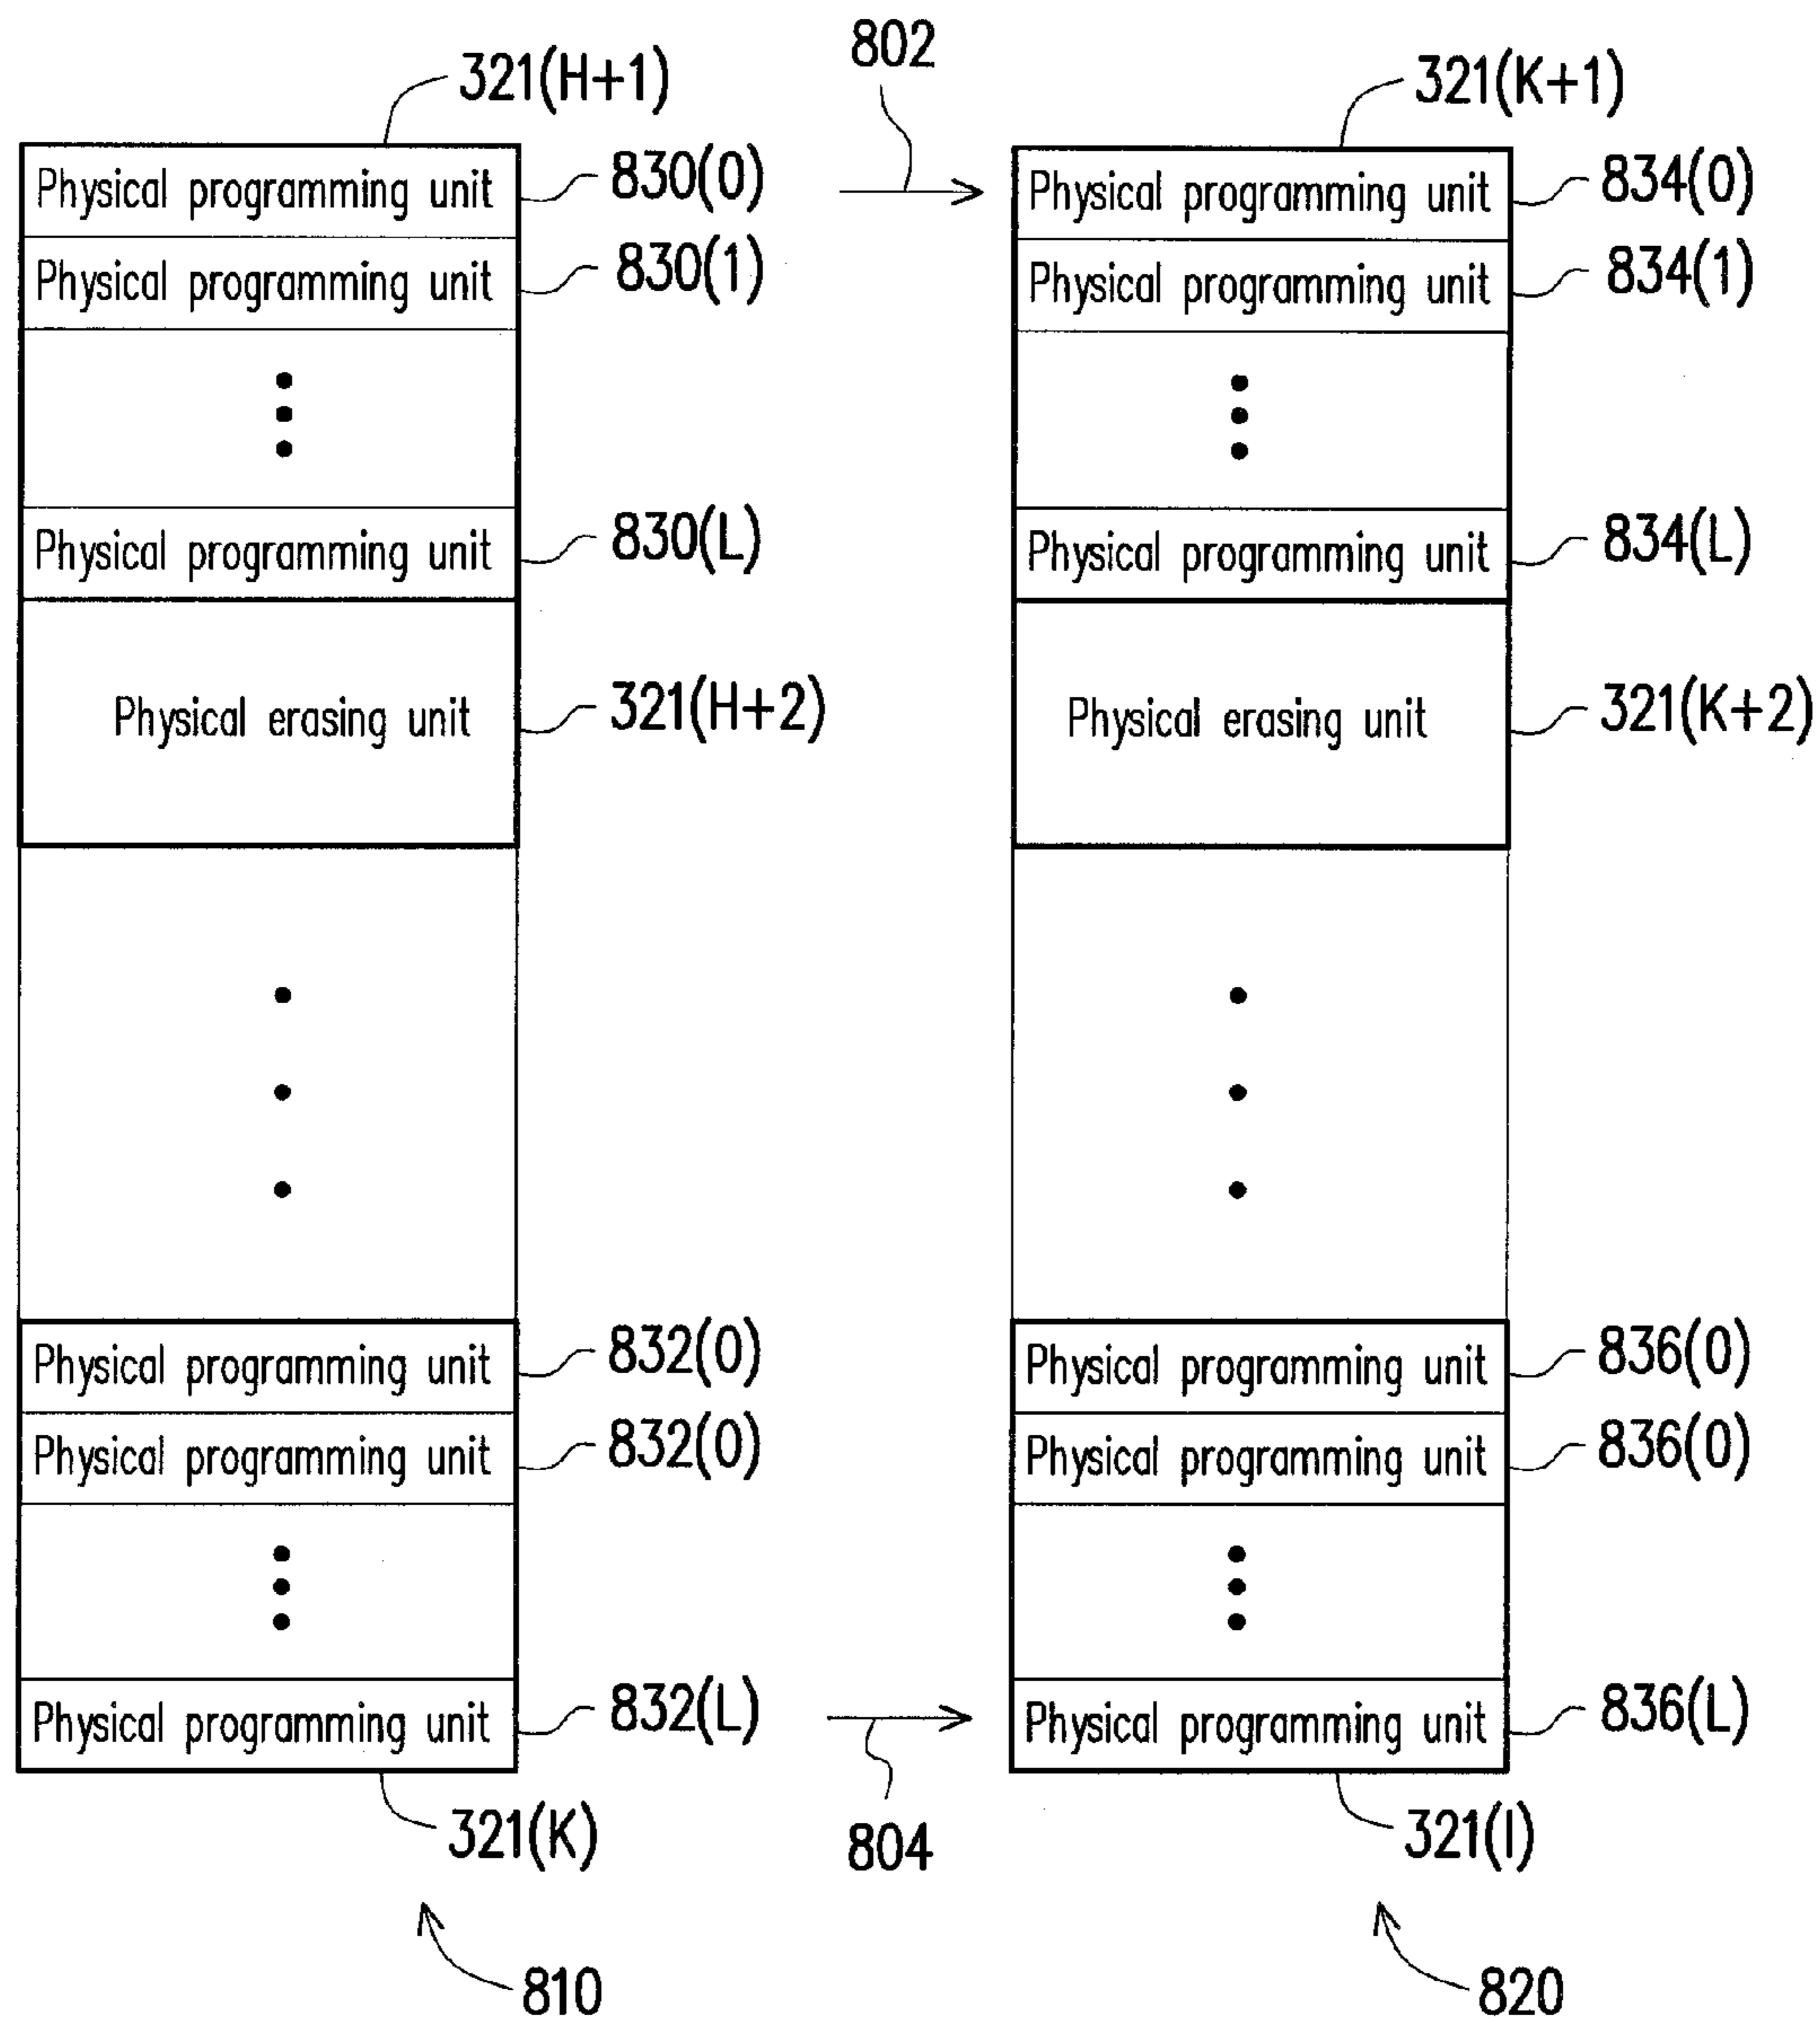 802
321(H+1)
321(K+1)
Physical programming unit 830(0)
Physical programming unit 834(0)
Physical programming unit 830(1)
Physical programming unit 834(1)
Physical programming unit 830(L)
Physical programming unit 834(L)
Physical erasing unit 321(H+2)
Physical erasing unit 321(K+2)
Physical programming unit 832(0)
Physical programming unit 836(0)
Physical programming unit 832(0)
Physical programming unit 836(0)
Physical programming unit 832(L)
Physical programming unit 836(L)
321(K)
804
321(I)
810
820